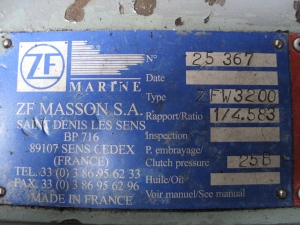 ZF
MARINE
ZF MASSON S.A.
SAINT DENIS LES SENS
BP 716
89107 SENS CEDEX
(FRANCE)
TEL. 33 (0) 3 86 95 62 33
FAX. 33 (0) 3 86 95 62 96
MADE IN FRANCE
N° 25 367
Date
Type ZFW3200
Rapport/Ratio 1/4.583
Inspection
P. embrayage/
Clutch pressure 25B
Huile/Oil
Voir manuel/See manual